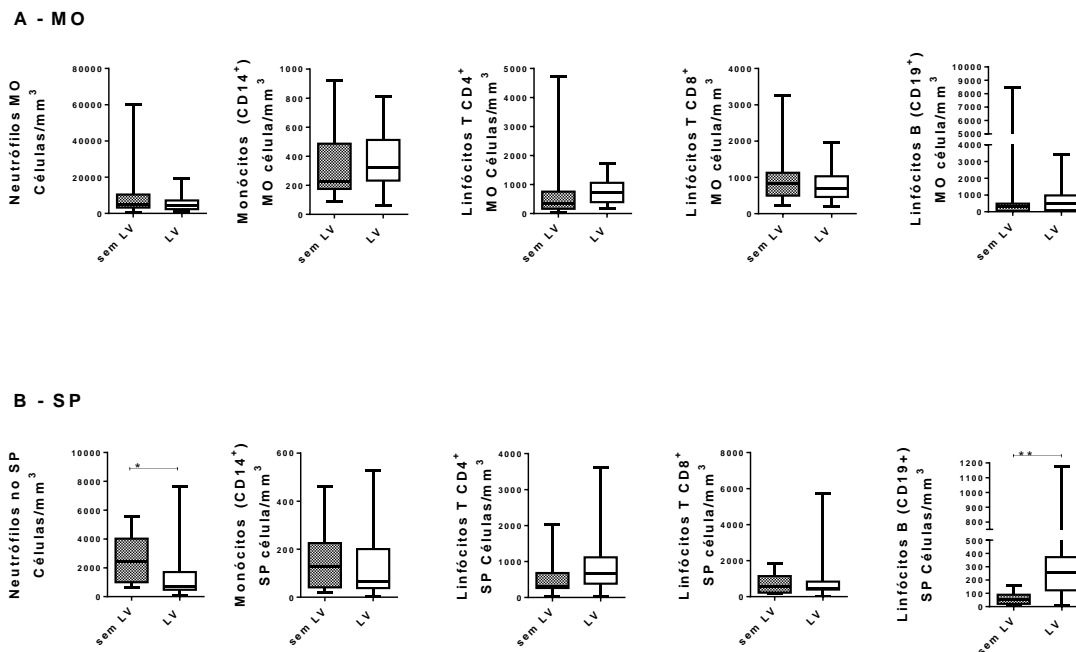 A - MO
Neutrófilos MO
Células/mm3
80000
60000
40000
20000
0
sem LV
LV
Monócitos (CD14+)
MO célula/mm3
1000
800
600
400
200
0
sem LV
LV
Linfócitos T CD4+
MO Células/mm3
5000
4000
3000
2000
1000
0
sem LV
LV
Linfócitos T CD8+
MO célula/mm3
4000
3000
2000
1000
0
sem LV
LV
Linfócitos B (CD19+)
MO célula/mm3
10000
9000
8000
7000
6000
5000
4000
3000
2000
1000
0
sem LV
LV
B - SP
Neutrófilos no SP
Células/mm3
10000
8000
6000
4000
2000
0
*
sem LV
LV
Monócitos (CD14+)
SP célula/mm3
600
400
200
0
sem LV
LV
Linfócitos T CD4+
SP Células/mm3
4000
3000
2000
1000
0
sem LV
LV
Linfócitos T CD8+
SP célula/mm3
8000
6000
4000
2000
0
sem LV
LV
Linfócitos B (CD19+)
SP Células/mm3
1200
1100
1000
900
800
500
400
300
200
100
0
**
sem LV
LV